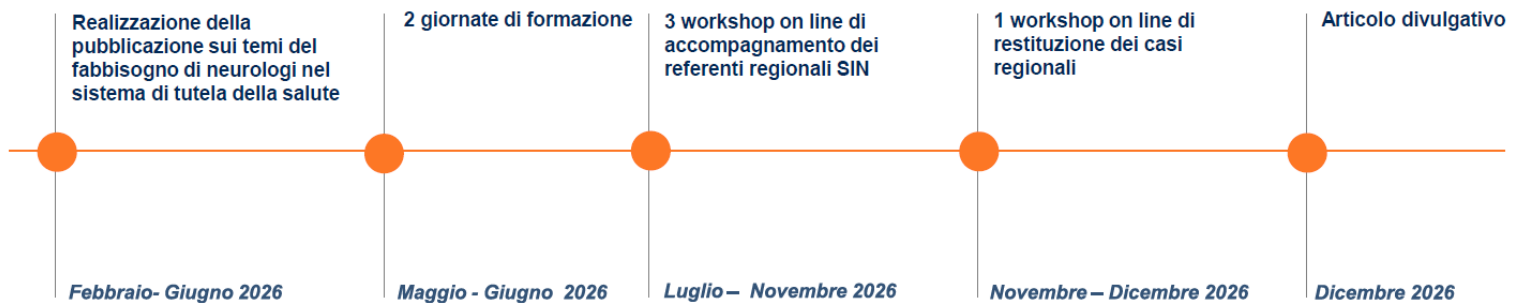 Realizzazione della
pubblicazione sui temi del
fabbisogno di neurologi nel
sistema di tutela della salute
2 giornate di formazione
3 workshop on line di
accompagnamento dei
referenti regionali SIN
1 workshop on line di
restituzione dei casi
regionali
Articolo divulgativo
Febbraio- Giugno 2026
Maggio - Giugno 2026
Luglio – Novembre 2026
Novembre – Dicembre 2026
Dicembre 2026